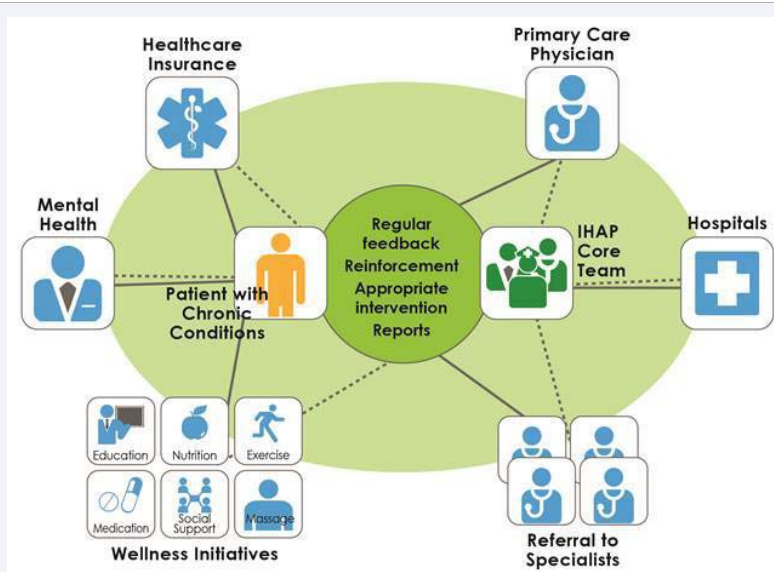 Healthcare
Insurance
Primary Care
Physician
Mental
Health
Regular
feedback
Reinforcement
Appropriate
intervention
Reports
IHAP
Core
Team
Hospitals
Patient with
Chronic
Conditions
Education
Nutrition
Exercise
Medication
Social
Support
Massage
Wellness Initiatives
Referral to
Specialists